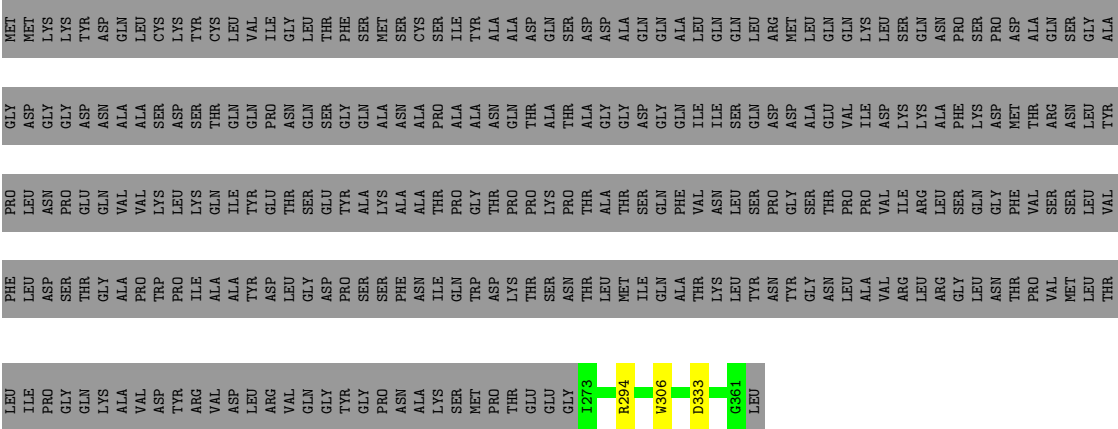 MET MET LYS LYS TYR ASP GLN LEU CYS LYS TYR CYS LEU VAL ILE GLY LEU THR PHE SER MET SER CYS SER ILE TYR ALA ALA ASP GLN SER ASP ASP ALA GLN GLN ALA LEU GLN GLN LEU ARG MET LEU GLN GLN LYS LEU SER GLN ASN PRO SER PRO ASP ALA GLN SER GLY ALA
GLY ASP GLY GLY ASP ASN ALA ALA SER ASP SER THR GLN GLN PRO ASN GLN SER GLY GLN ALA ASN ALA PRO ALA ALA ASN GLN THR ALA THR ALA GLY GLY ASP GLY GLN ILE ILE SER GLN ASP ASP ALA GLU VAL ILE ASP LYS LYS ALA PHE LYS ASP MET THR ARG ASN LEU TYR
PRO LEU ASN PRO GLU GLN VAL VAL LYS LEU LYS GLN ILE TYR GLU THR SER GLU TYR ALA LYS ALA ALA THR PRO GLY THR PRO PRO LYS PRO THR ALA THR SER GLN PHE VAL ASN LEU SER PRO GLY SER THR PRO PRO VAL ILE ARG LEU SER GLN GLY PHE VAL SER SER LEU VAL
PHE LEU ASP SER THR GLY ALA PRO TRP PRO ILE ALA ALA TYR ASP LEU GLY ASP PRO SER SER PHE ASN ILE GLN TRP ASP LYS THR SER ASN THR LEU MET ILE GLN ALA THR LYS LEU TYR ASN TYR GLY ASN LEU ALA VAL ARG LEU ARG GLY LEU ASN THR PRO VAL MET LEU THR
LEU ILE PRO GLY GLN LYS ALA VAL ASP TYR ARG VAL ASP LEU ARG VAL GLN GLY TYR GLY PRO ASN ALA LYS SER MET PRO THR GLU GLU GLY I273 R294 W306 D333 G361 LEU